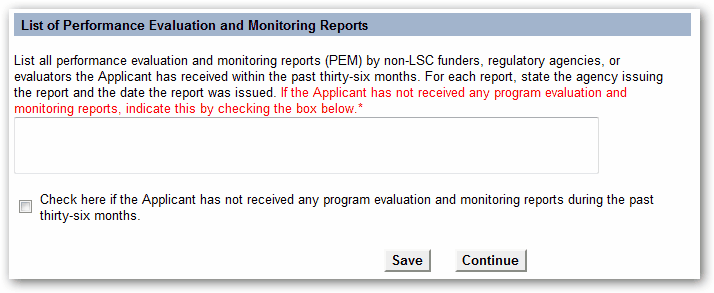 List of Performance Evaluation and Monitoring Reports
List all performance evaluation and monitoring reports (PEM) by non-LSC funders, regulatory agencies, or
evaluators the Applicant has received within the past thirty-six months. For each report, state the agency issuing
the report and the date the report was issued. If the Applicant has not received any program evaluation and
monitoring reports, indicate this by checking the box below.*
Check here if the Applicant has not received any program evaluation and monitoring reports during the past
thirty-six months.
Save Continue